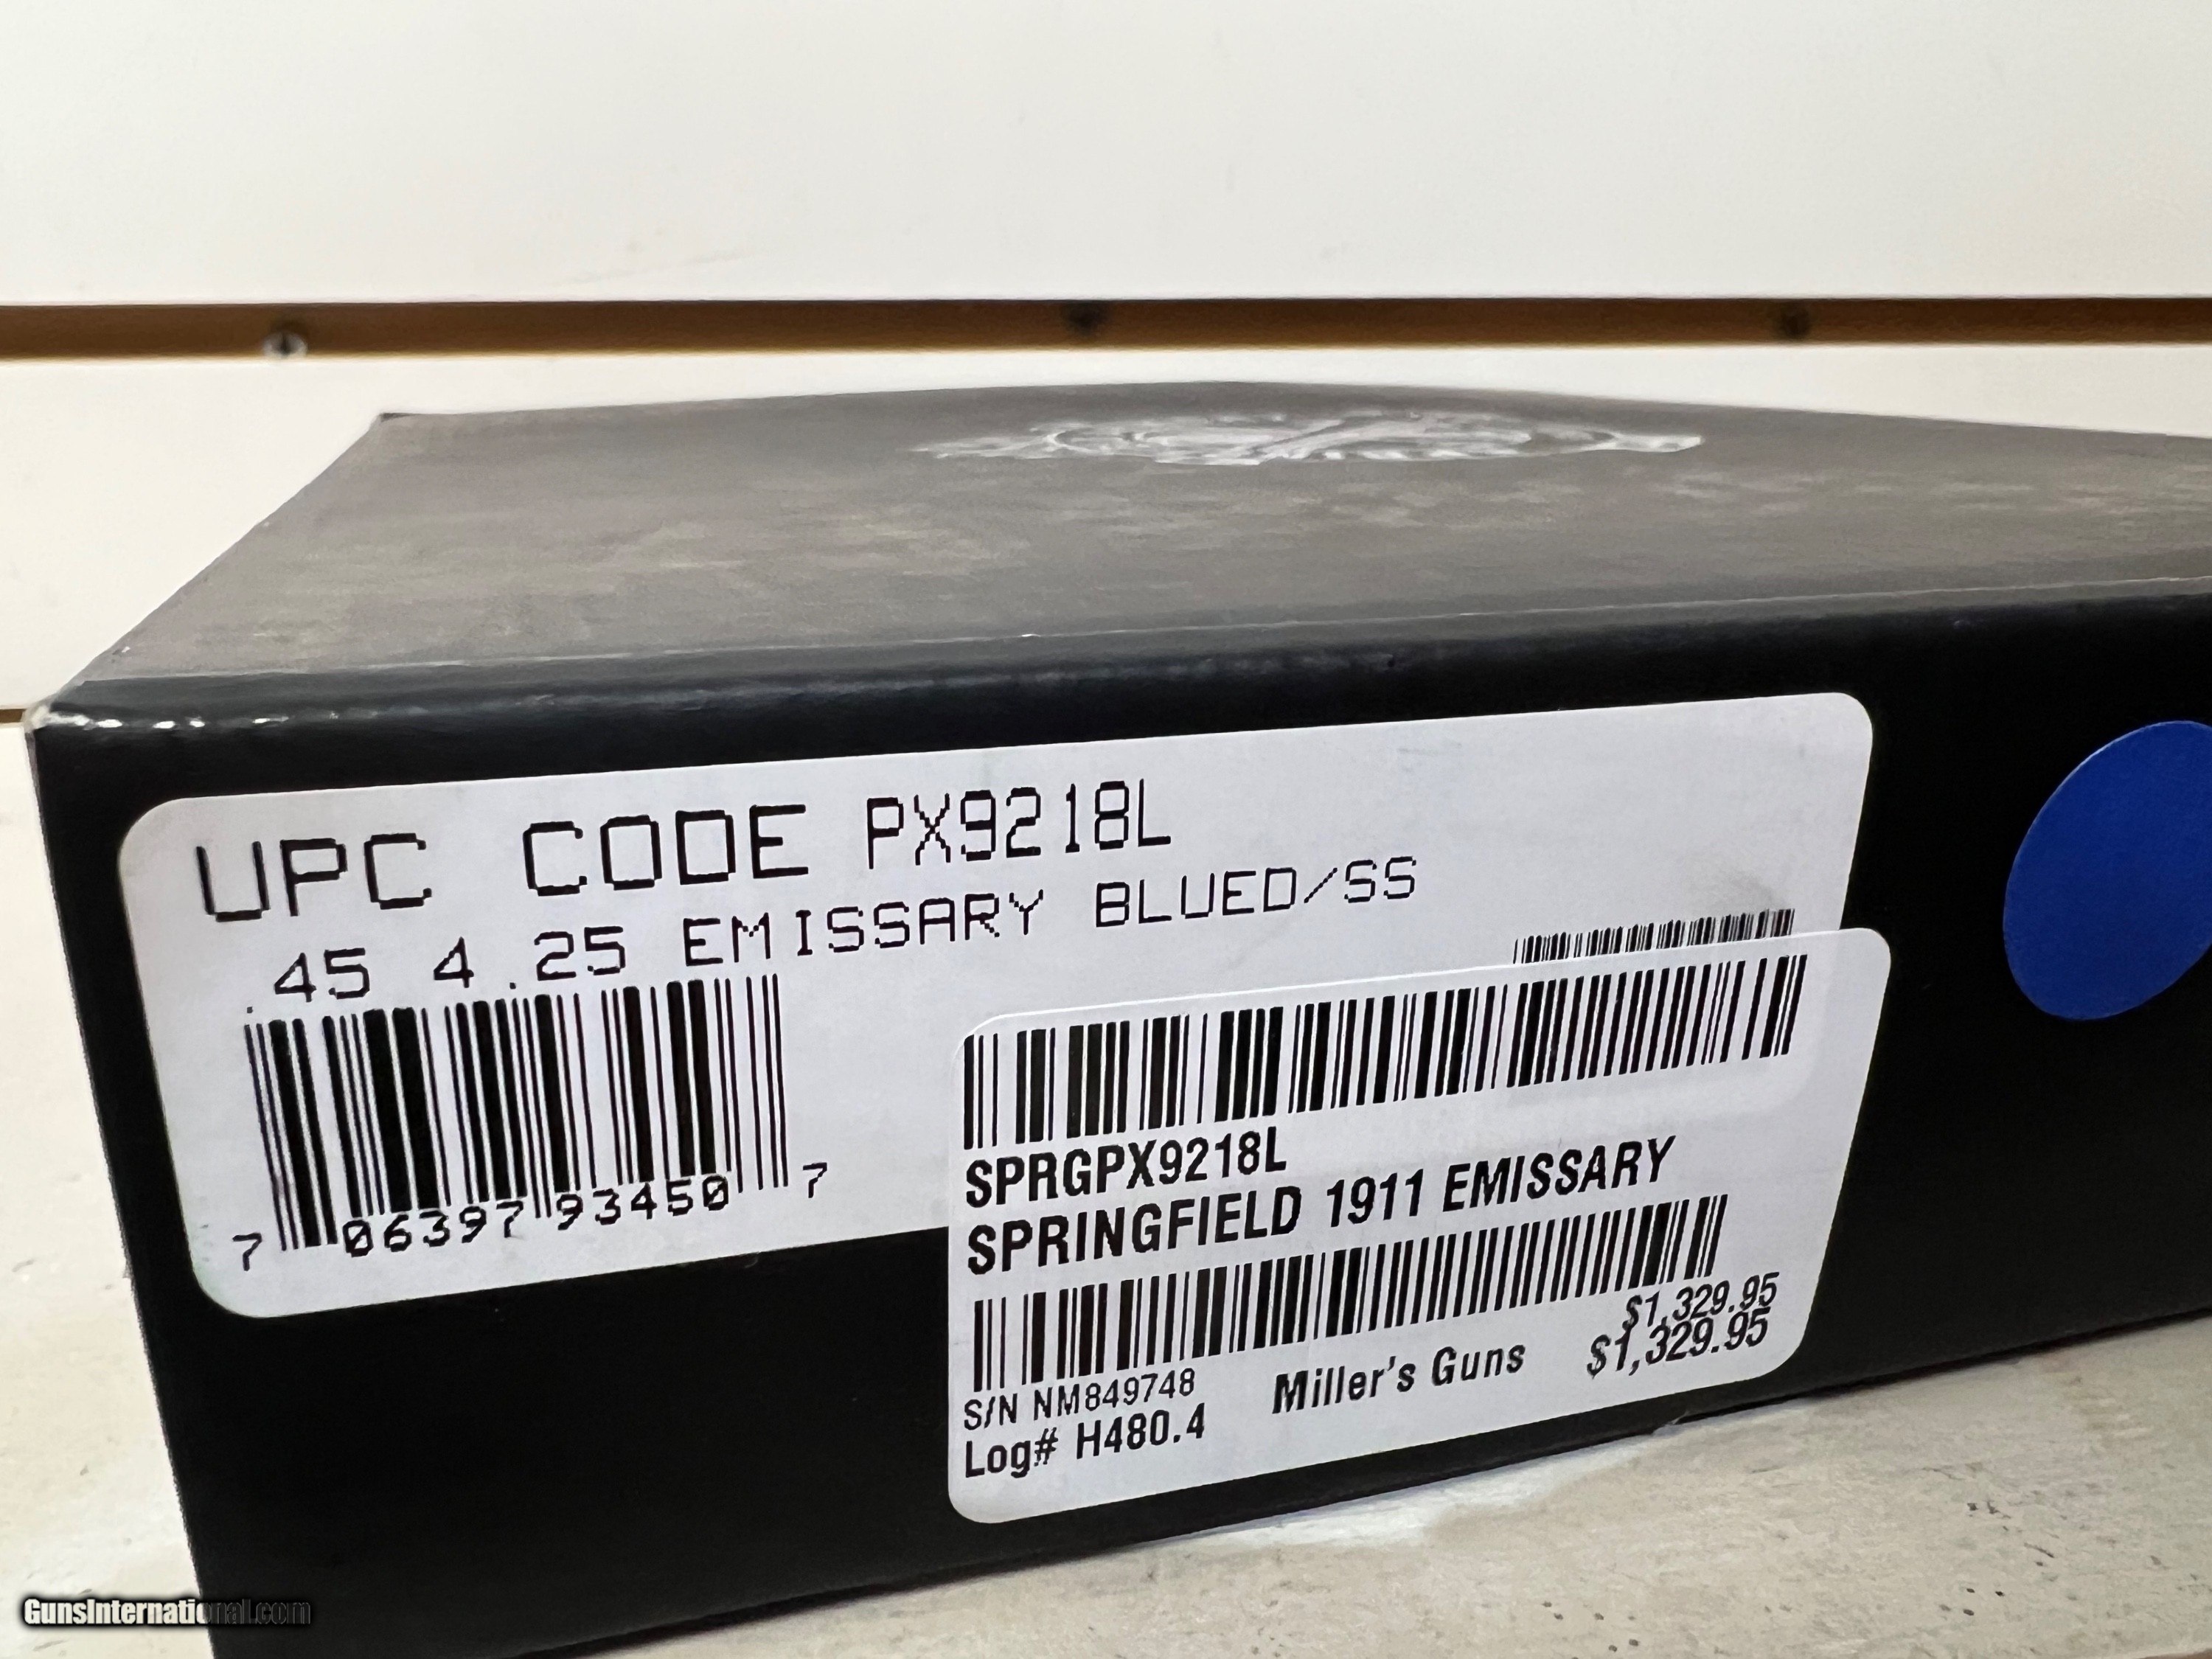 UPC CODE PX9218L
.45 4.25 EMISSARY BLUED/SS
7 06397 93450 7
SPRGPX9218L
SPRINGFIELD 1911 EMISSARY
$1,329.95
S/N NM849748 Miller's Guns $1,329.95
Log# H480.4
GunsInternational.com